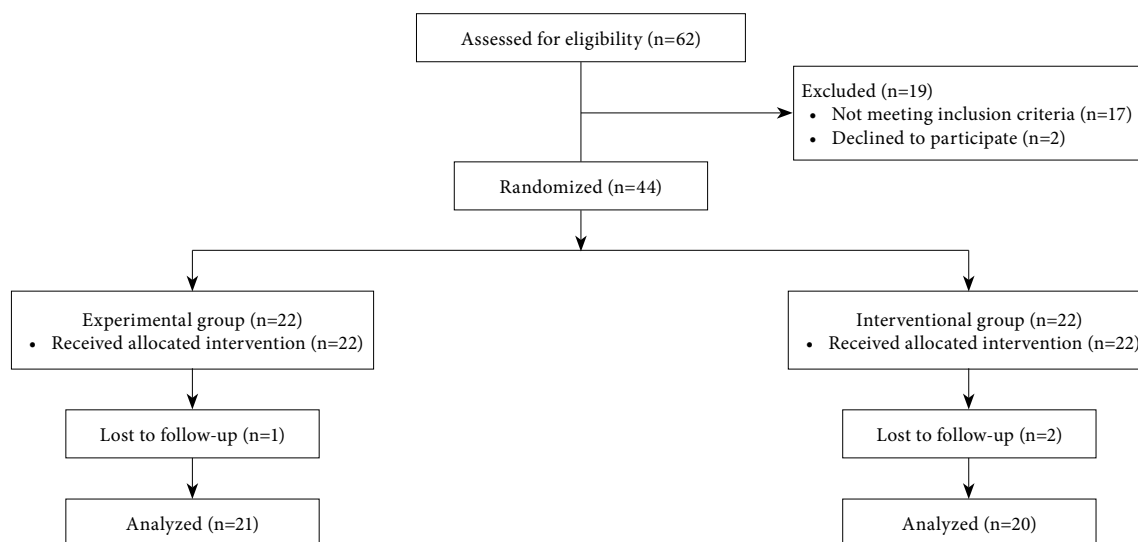 Assessed for eligibility (n=62)
Excluded (n=19)
• Not meeting inclusion criteria (n=17)
• Declined to participate (n=2)
Randomized (n=44)
Experimental group (n=22)
• Received allocated intervention (n=22)
Interventional group (n=22)
• Received allocated intervention (n=22)
Lost to follow-up (n=1)
Lost to follow-up (n=2)
Analyzed (n=21)
Analyzed (n=20)